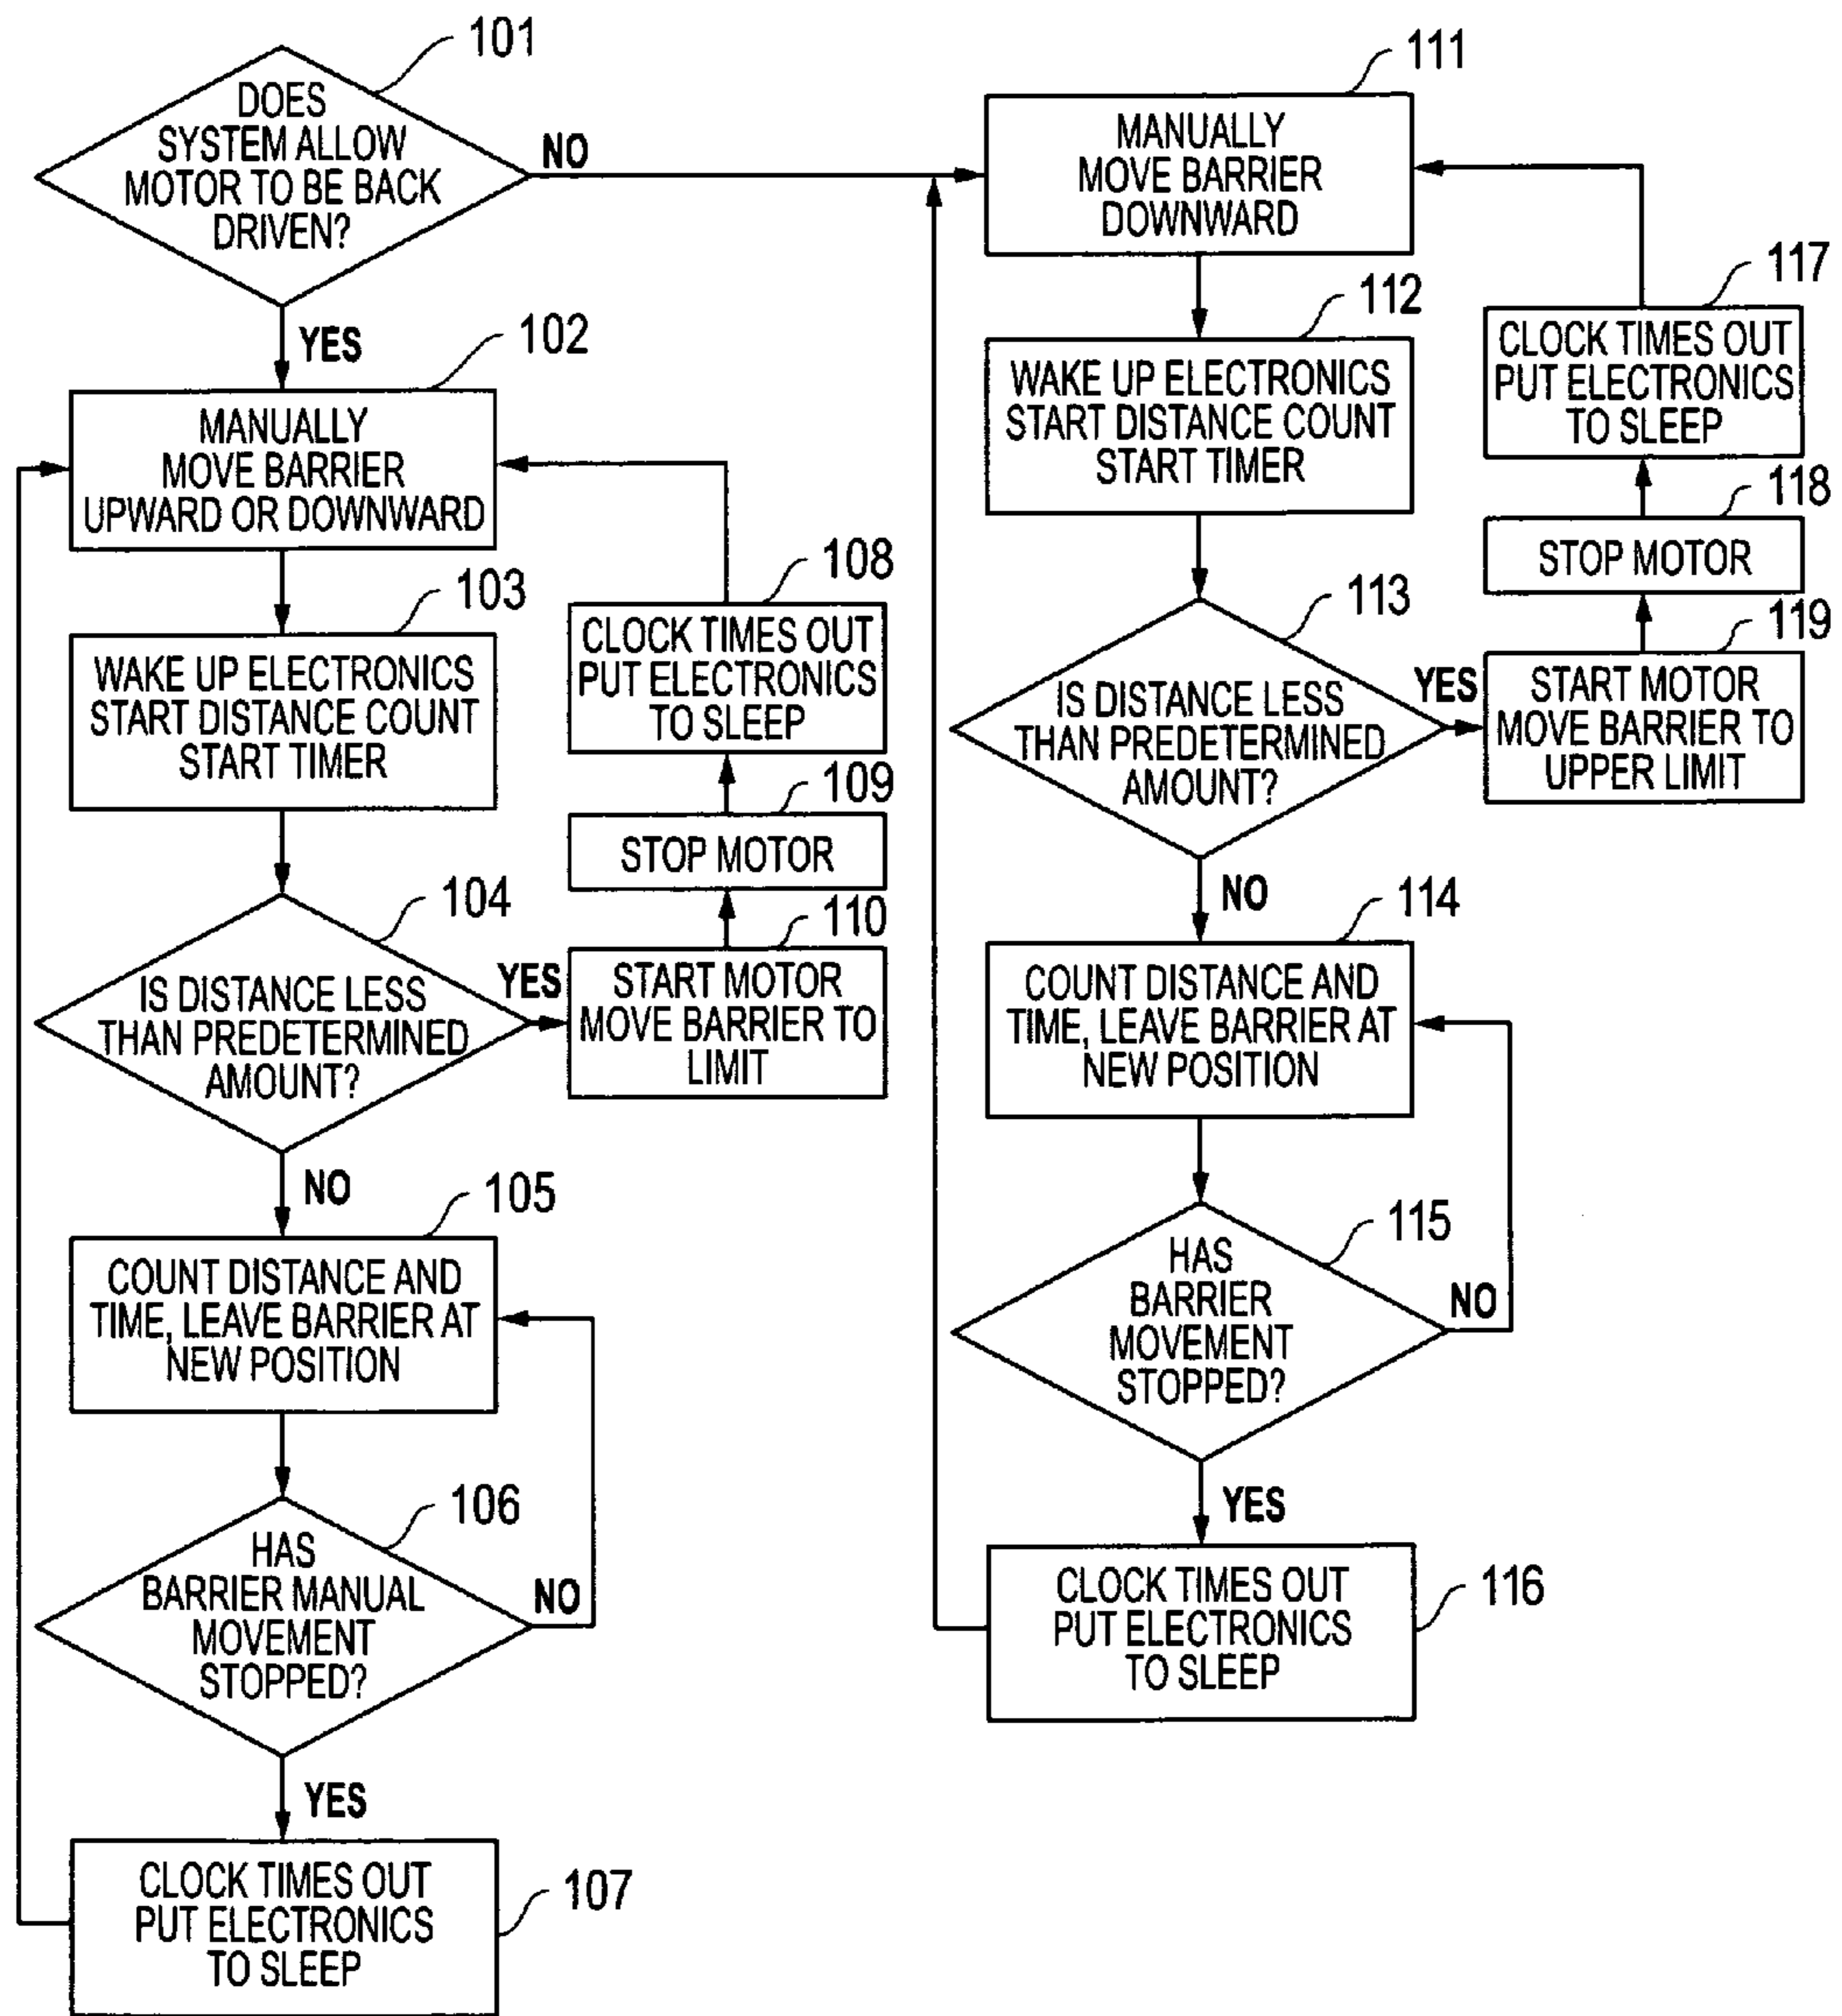 101
DOES
SYSTEM ALLOW
MOTOR TO BE BACK
DRIVEN?
NO
YES
102
MANUALLY
MOVE BARRIER
UPWARD OR DOWNWARD
103
WAKE UP ELECTRONICS
START DISTANCE COUNT
START TIMER
104
IS DISTANCE LESS
THAN PREDETERMINED
AMOUNT?
YES
NO
108
CLOCK TIMES OUT
PUT ELECTRONICS
TO SLEEP
109
STOP MOTOR
110
START MOTOR
MOVE BARRIER TO
LIMIT
105
COUNT DISTANCE AND
TIME, LEAVE BARRIER AT
NEW POSITION
106
HAS
BARRIER MANUAL
MOVEMENT
STOPPED?
NO
YES
107
CLOCK TIMES OUT
PUT ELECTRONICS
TO SLEEP
111
MANUALLY
MOVE BARRIER
DOWNWARD
112
WAKE UP ELECTRONICS
START DISTANCE COUNT
START TIMER
113
IS DISTANCE LESS
THAN PREDETERMINED
AMOUNT?
YES
NO
117
CLOCK TIMES OUT
PUT ELECTRONICS
TO SLEEP
118
STOP MOTOR
119
START MOTOR
MOVE BARRIER TO
UPPER LIMIT
114
COUNT DISTANCE AND
TIME, LEAVE BARRIER AT
NEW POSITION
115
HAS
BARRIER
MOVEMENT
STOPPED?
NO
YES
116
CLOCK TIMES OUT
PUT ELECTRONICS
TO SLEEP